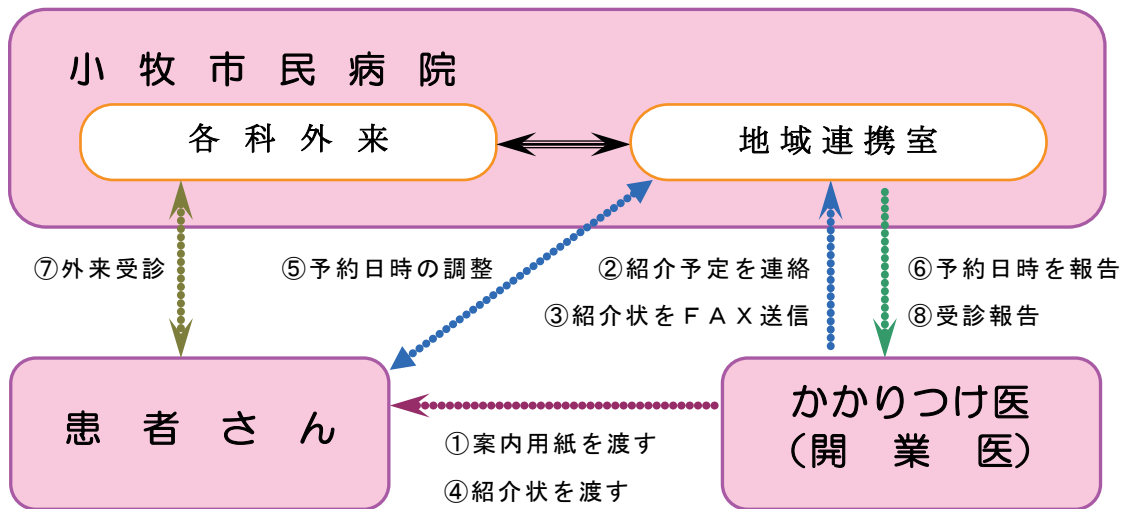 小牧市民病院
各科外来
地域連携室
⑦外来受診
⑤予約日時の調整
②紹介予定を連絡
③紹介状をＦＡＸ送信
⑥予約日時を報告
⑧受診報告
患者さん
①案内用紙を渡す
④紹介状を渡す
かかりつけ医
（開業医）